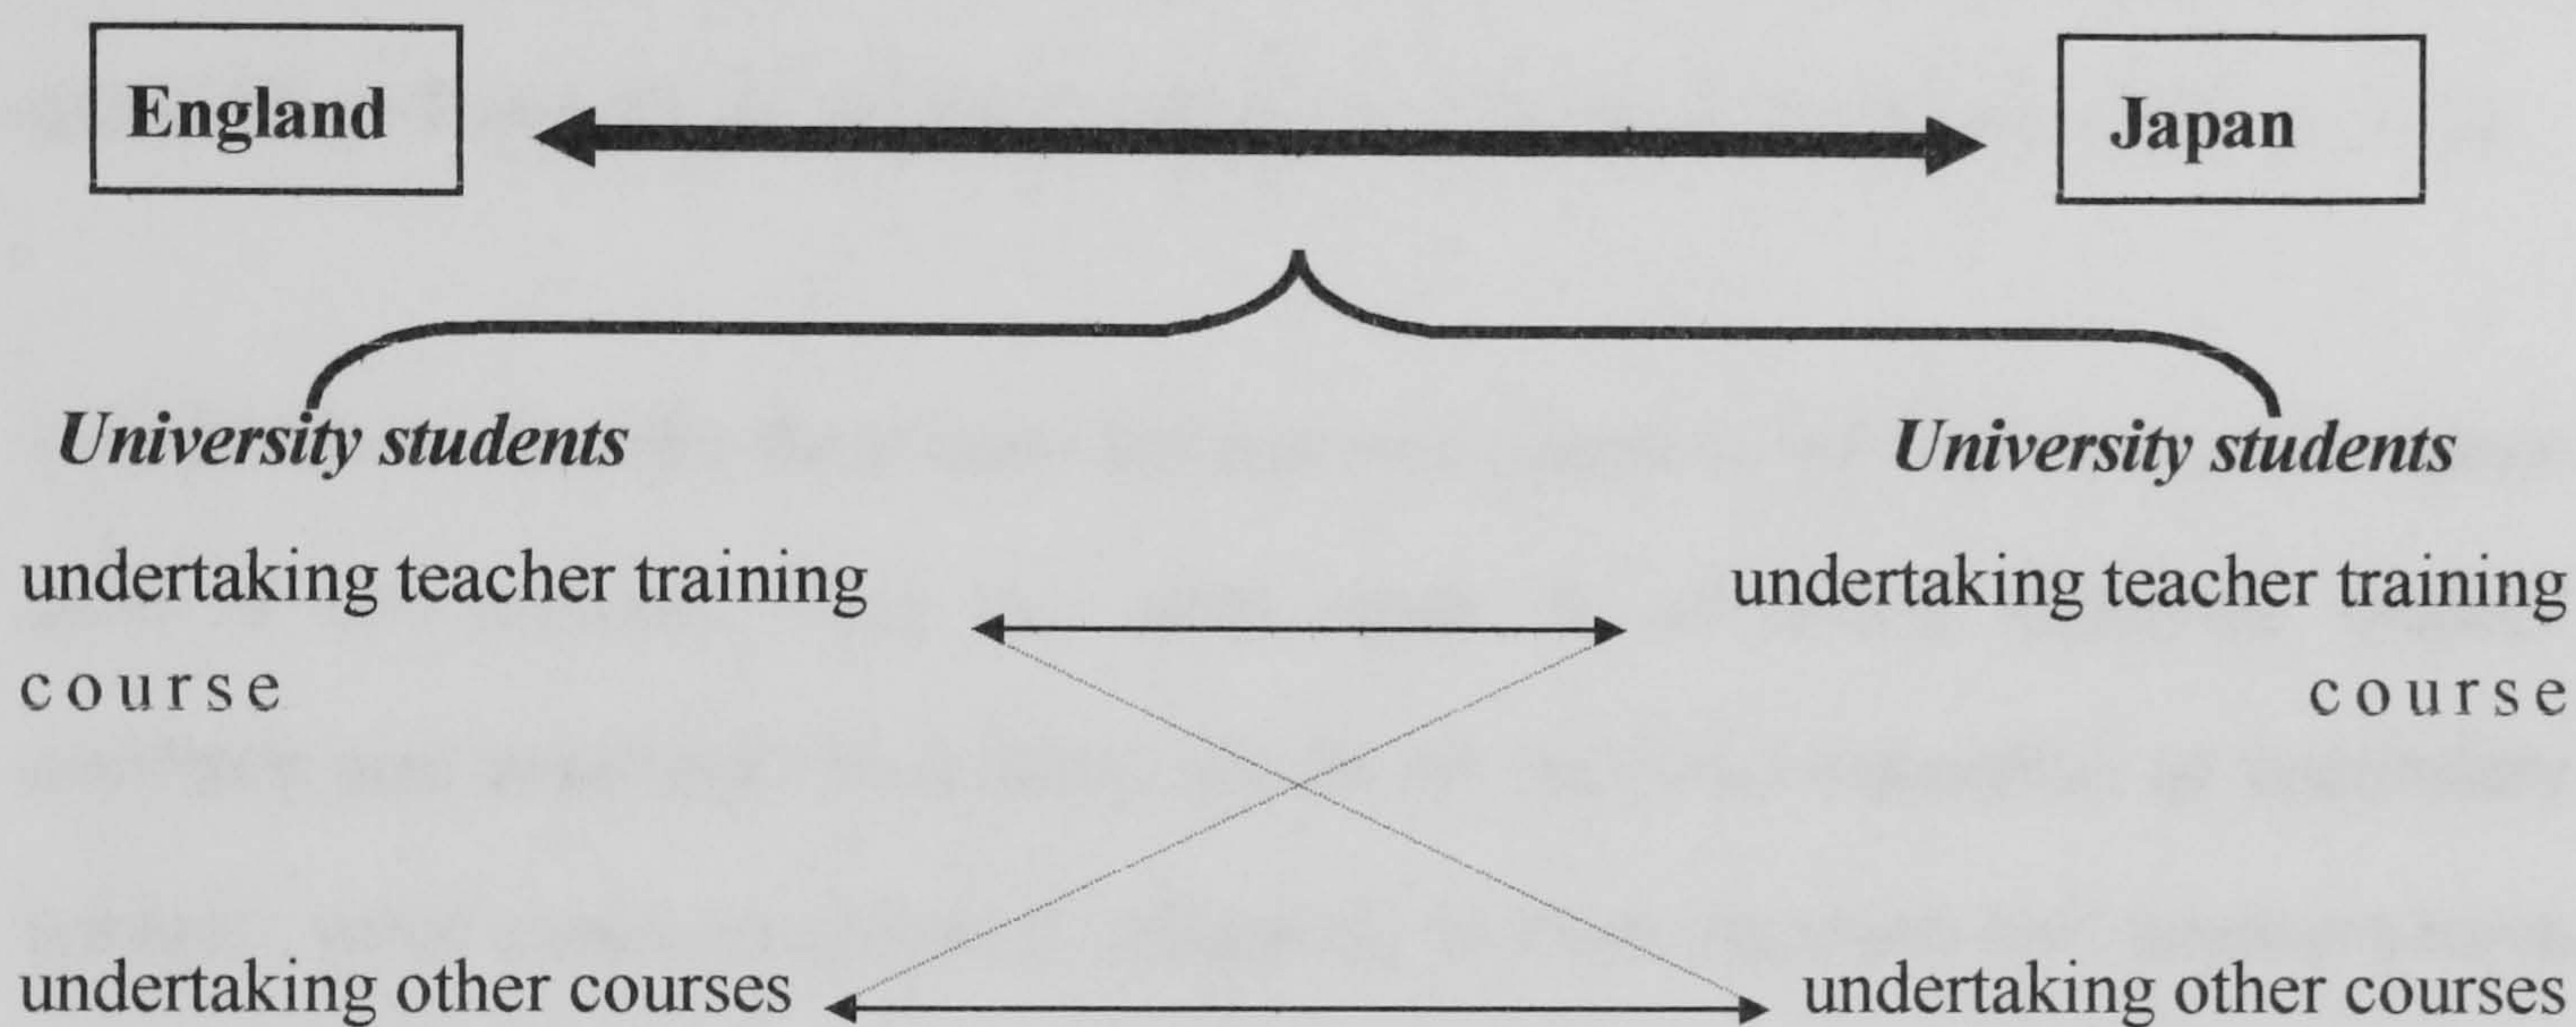 England
Japan
University students
University students
undertaking teacher training
course
undertaking teacher training
course
undertaking other courses
undertaking other courses